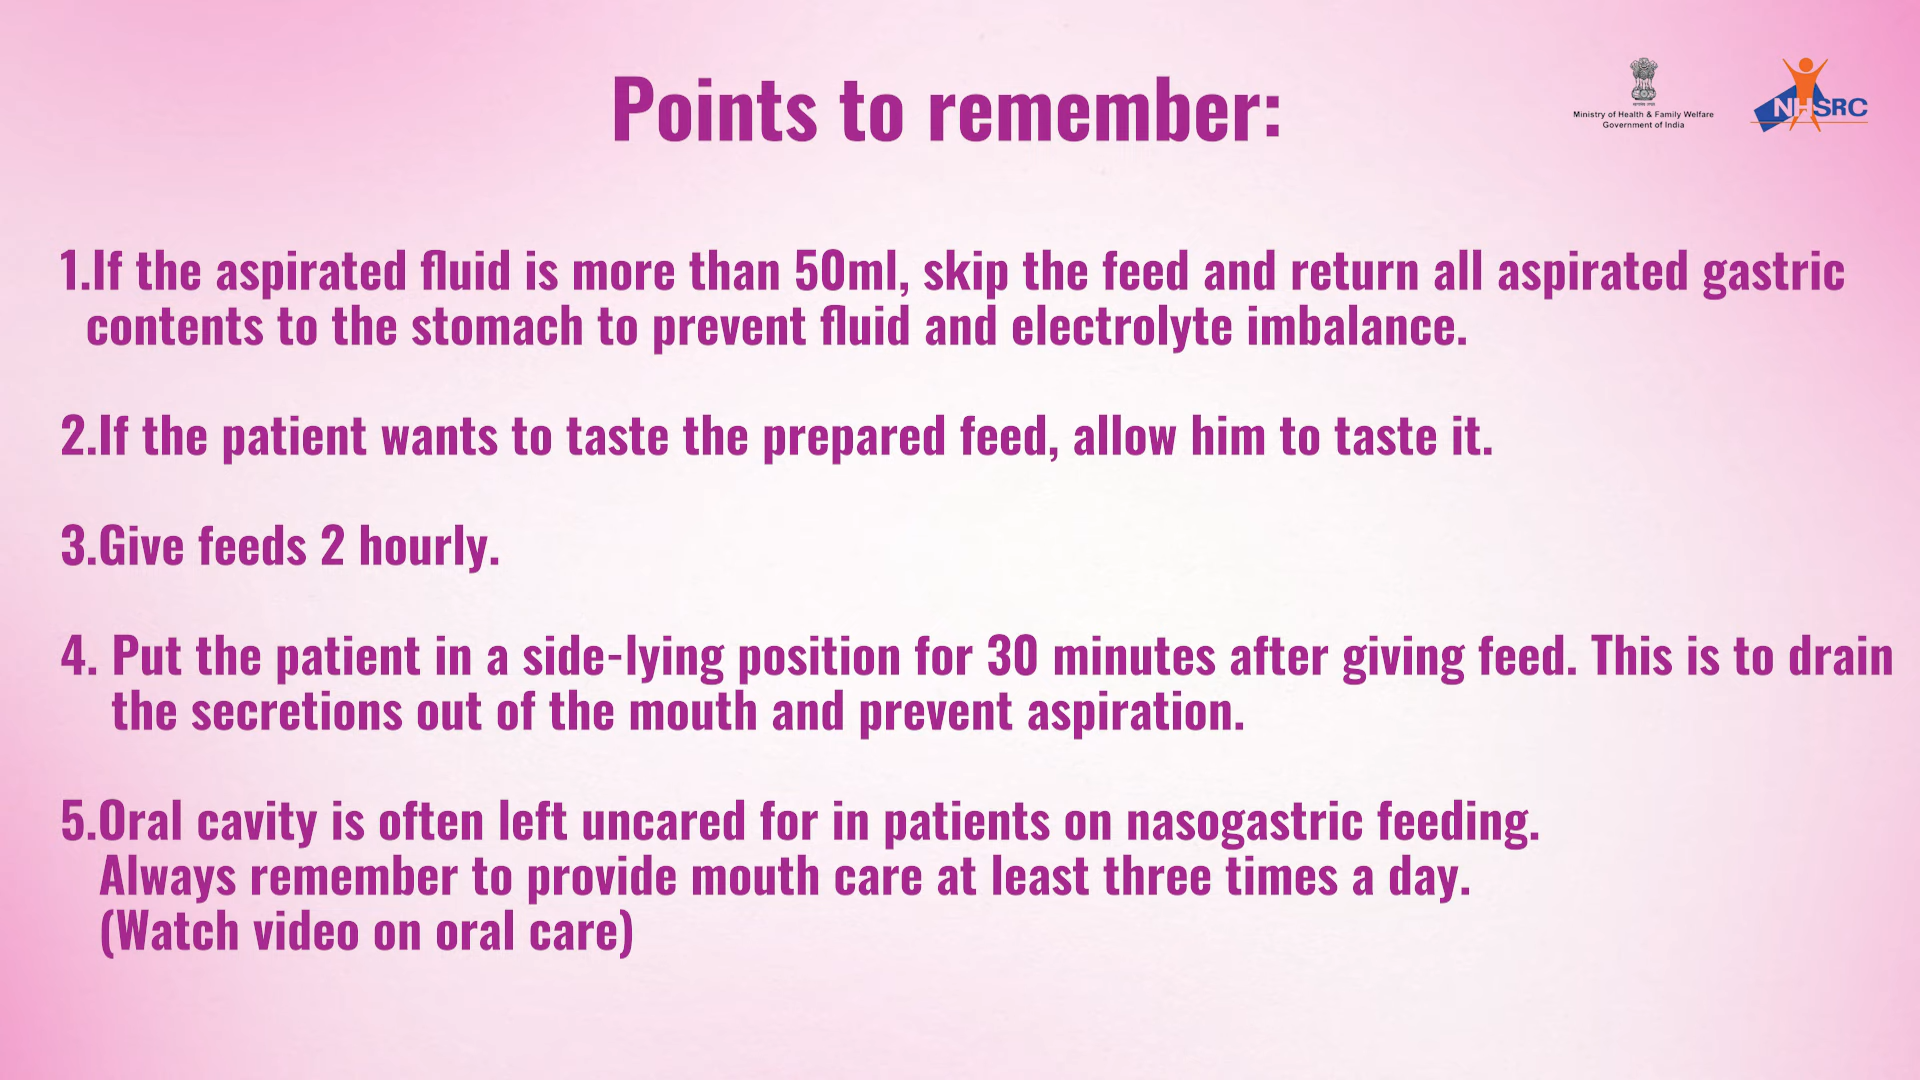 Points to remember:
Ministry of Health & Family Welfare
Government of India
NHSRC
1.If the aspirated fluid is more than 50ml, skip the feed and return all aspirated gastric
contents to the stomach to prevent fluid and electrolyte imbalance.
2.If the patient wants to taste the prepared feed, allow him to taste it.
3.Give feeds 2 hourly.
4. Put the patient in a side-lying position for 30 minutes after giving feed. This is to drain
the secretions out of the mouth and prevent aspiration.
5.Oral cavity is often left uncared for in patients on nasogastric feeding.
Always remember to provide mouth care at least three times a day.
(Watch video on oral care)